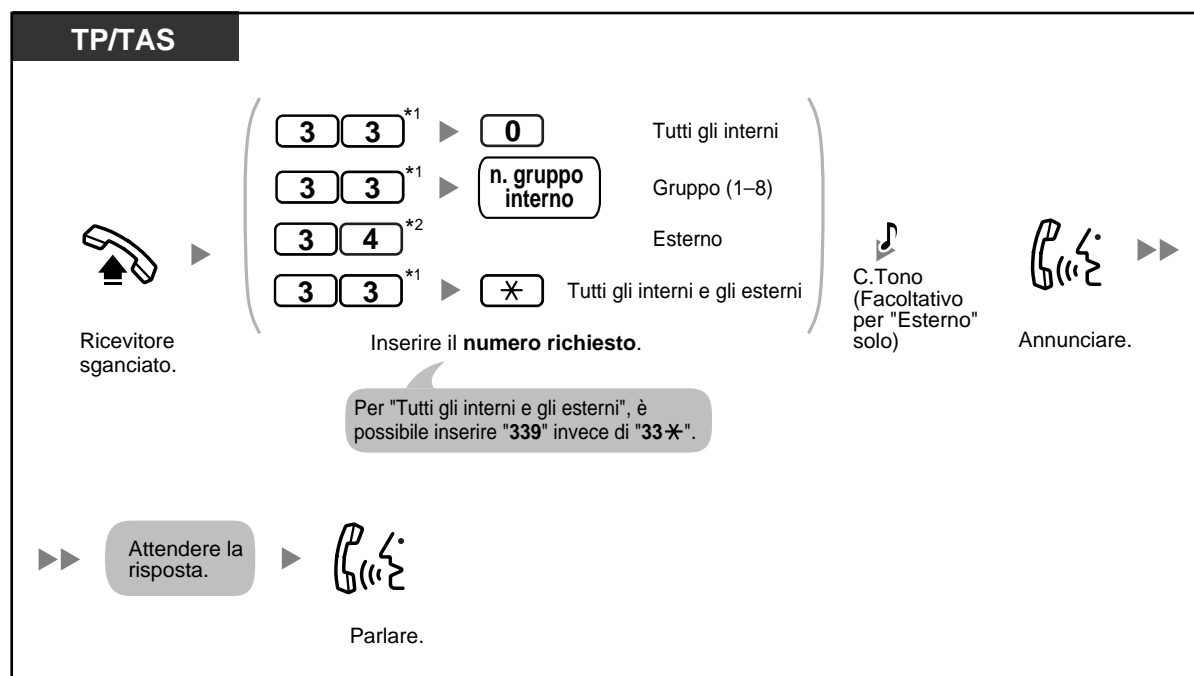 TP/TAS
3 3 *1 0 Tutti gli interni
3 3 *1 n. gruppo interno Gruppo (1–8)
3 4 *2 Esterno
3 3 *1 * Tutti gli interni e gli esterni
Ricevitore
sganciato.
Inserire il numero richiesto.
Per "Tutti gli interni e gli esterni", è
possibile inserire "339" invece di "33*".
C.Tono
(Facoltativo
per "Esterno"
solo)
Annunciare.
Attendere la
risposta.
Parlare.